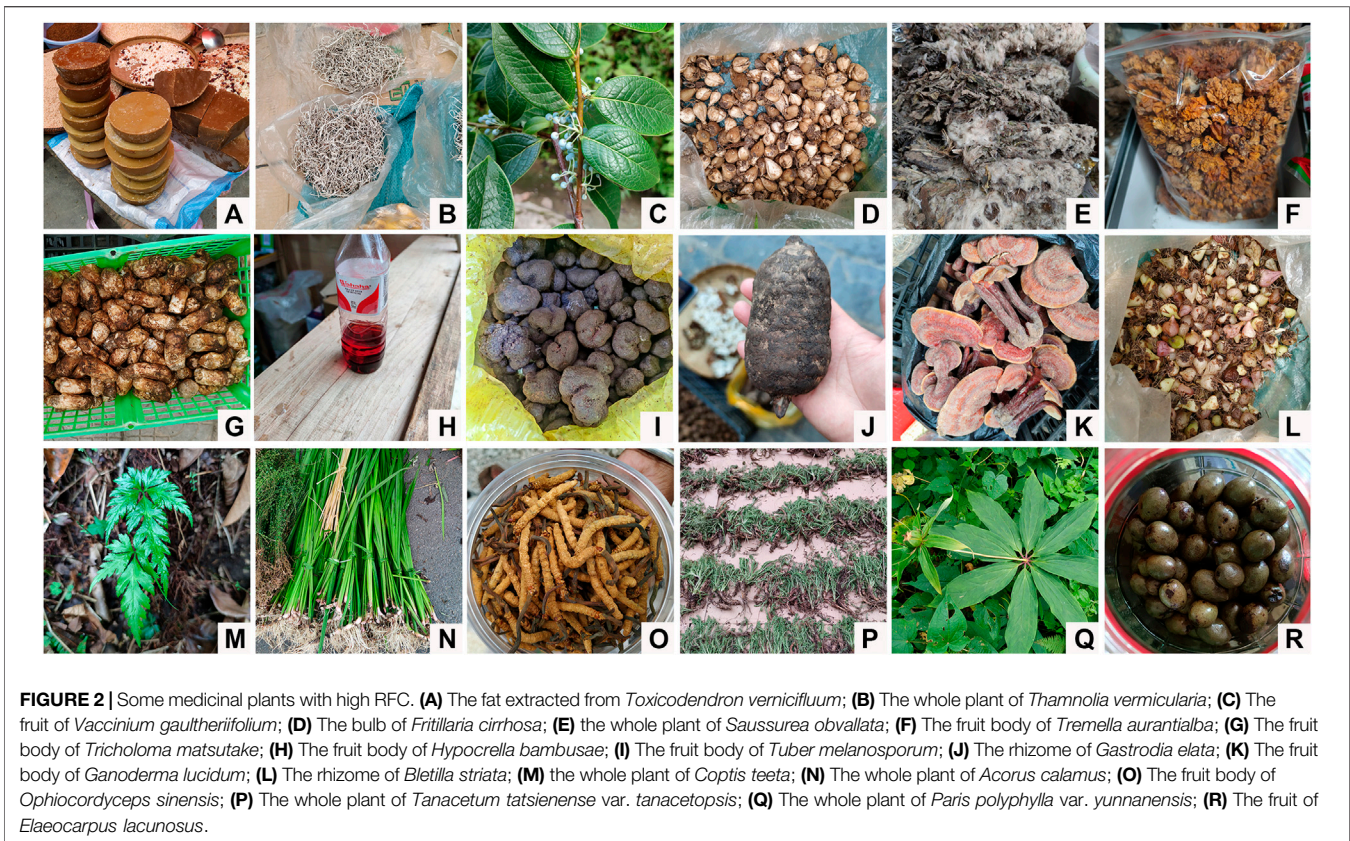 A
B
C
D
E
F
G
H
I
J
K
L
M
N
O
P
Q
R
FIGURE 2 | Some medicinal plants with high RFC. (A) The fat extracted from Toxicodendron vernicifluum; (B) The whole plant of Thamnolia vermicularia; (C) The
fruit of Vaccinium gaultheriifolium; (D) The bulb of Fritillaria cirrhosa; (E) the whole plant of Saussurea obvallata; (F) The fruit body of Tremella aurantialba; (G) The fruit
body of Tricholoma matsutake; (H) The fruit body of Hypocrella bambusae; (I) The fruit body of Tuber melanosporum; (J) The rhizome of Gastrodia elata; (K) The fruit
body of Ganoderma lucidum; (L) The rhizome of Bletilla striata; (M) the whole plant of Coptis teeta; (N) The whole plant of Acorus calamus; (O) The fruit body of
Ophiocordyceps sinensis; (P) The whole plant of Tanacetum tatsienense var. tanacetopsis; (Q) The whole plant of Paris polyphylla var. yunnanensis; (R) The fruit of
Elaeocarpus lacunosus.